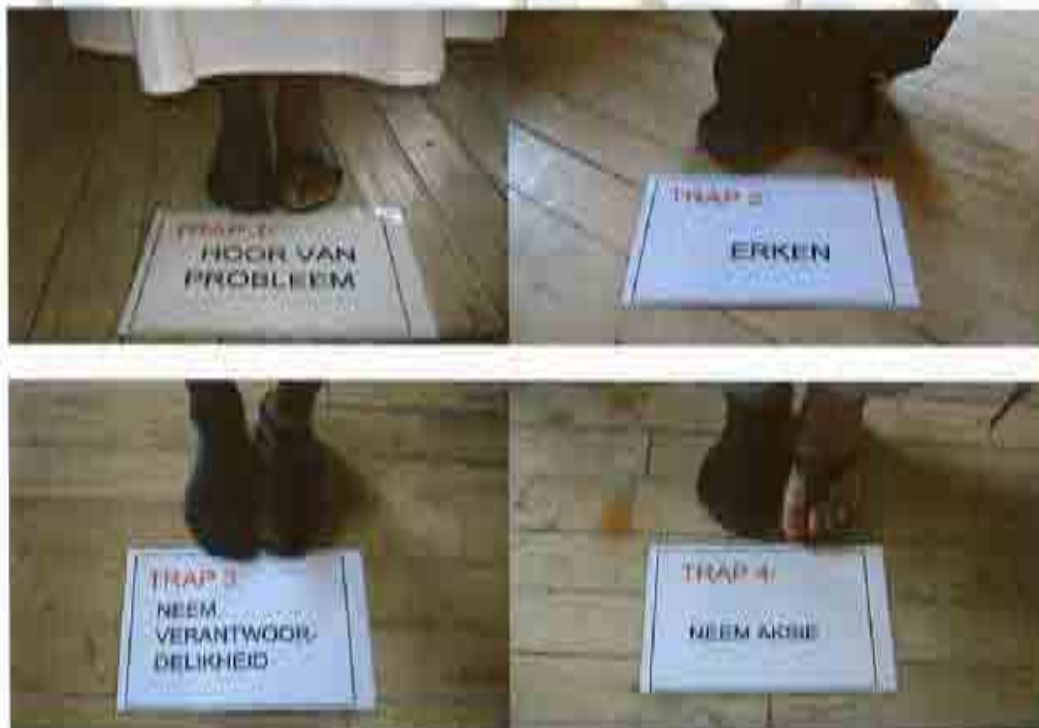 TRAP 1:
HOOR VAN
PROBLEEM
TRAP 2
ERKEN
TRAP 3
NEEM
VERANTWOOR-
DELIKHEID
TRAP 4:
NEEM AKSIE